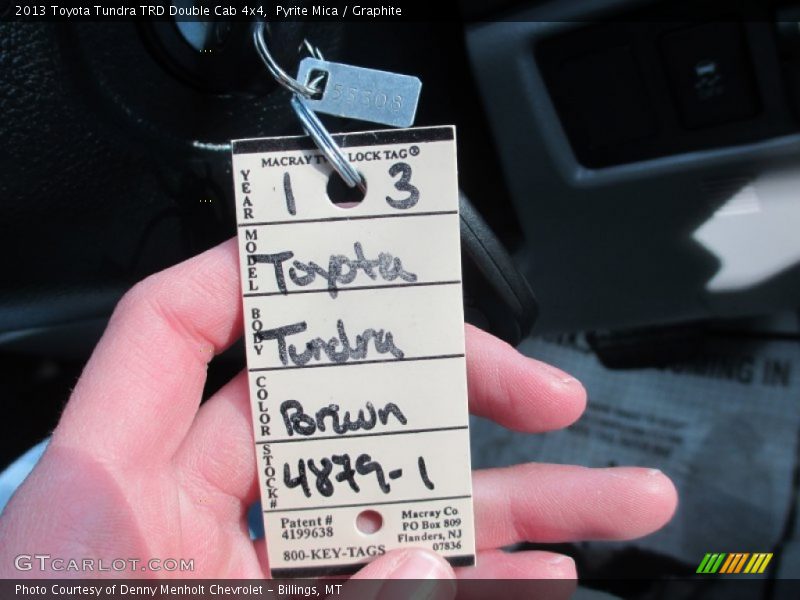 2013 Toyota Tundra TRD Double Cab 4x4, Pyrite Mica / Graphite
55508
MACRAY TW LOCK TAG®
YEAR 1 3
MODEL Toyota
BODY Tundra
COLOR Brown
STOCK# 4879-1
Patent #
4199638
800-KEY-TAGS
Macray Co
PO Box 809
Flanders, NJ
07836
GTCARLOT.COM
Photo Courtesy of Denny Menholt Chevrolet - Billings, MT